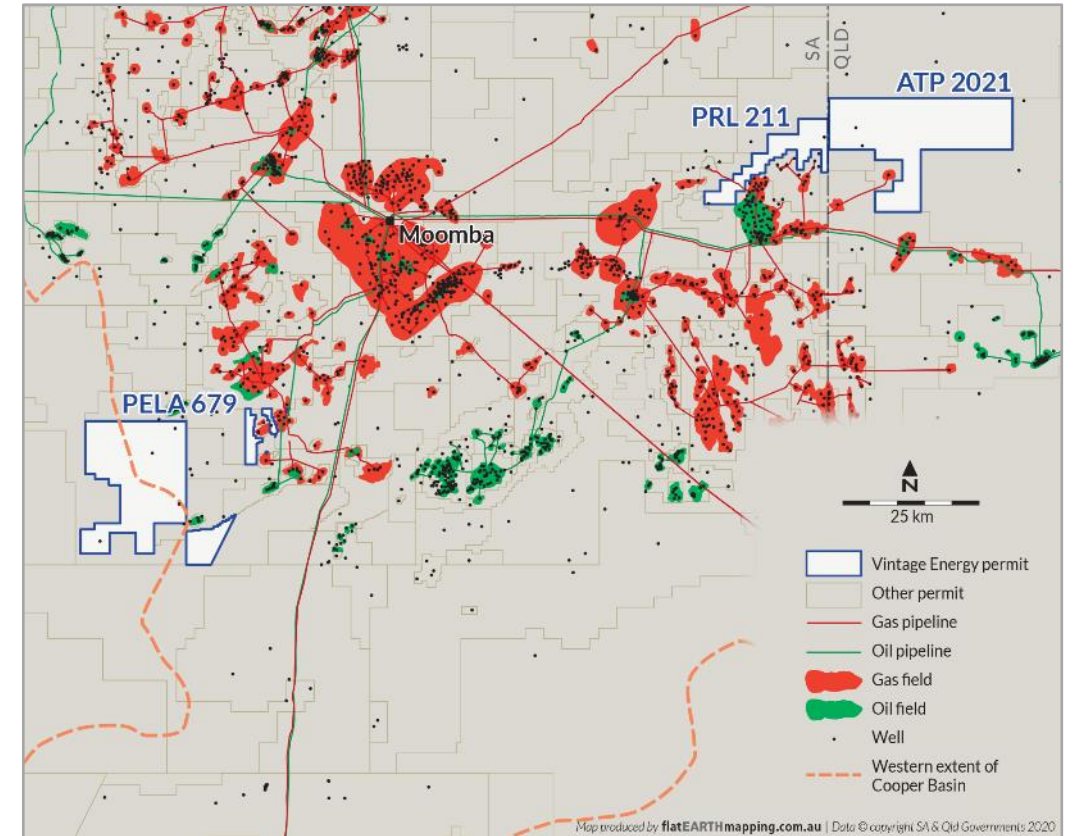 SA
QLD
ATP 2021
PRL 211
Moomba
PELA 679
N
25 km
Vintage Energy permit
Other permit
Gas pipeline
Oil pipeline
Gas field
Oil field
Well
Western extent of
Cooper Basin
Map produced by flatEARTHmapping.com.au | Data © copyright SA & Qld Governments 2020